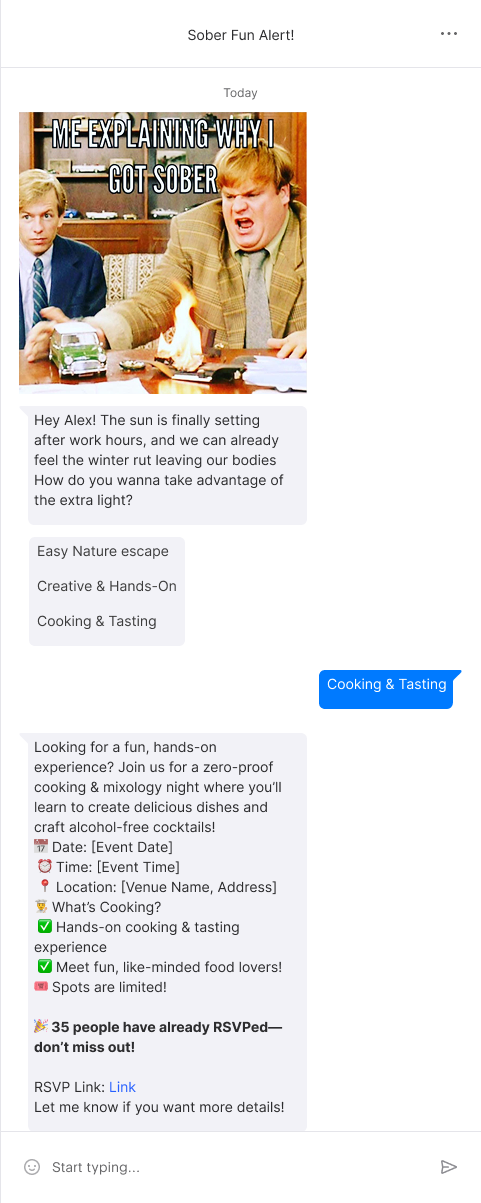 Sober Fun Alert!
Today
ME EXPLAINING WHY I
GOT SOBER
Hey Alex! The sun is finally setting
after work hours, and we can already
feel the winter rut leaving our bodies
How do you wanna take advantage of
the extra light?
Easy Nature escape
Creative & Hands-On
Cooking & Tasting
Cooking & Tasting
Looking for a fun, hands-on
experience? Join us for a zero-proof
cooking & mixology night where you’ll
learn to create delicious dishes and
craft alcohol-free cocktails!
📅 Date: [Event Date]
⏰ Time: [Event Time]
📍 Location: [Venue Name, Address]
👨‍🍳 What’s Cooking?
✅ Hands-on cooking & tasting
experience
✅ Meet fun, like-minded food lovers!
🎟️ Spots are limited!
🎉 35 people have already RSVPed—
don’t miss out!
RSVP Link: Link
Let me know if you want more details!
Start typing...